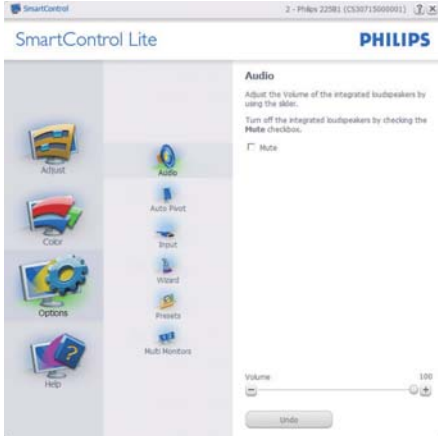 SmartControl
2 - Philips 225B1 (CS30715000001)
SmartControl Lite
PHILIPS
Adjust
Color
Options
Help
Audio
Auto Pivot
Input
Wizard
Presets
Multi Monitors
Audio
Adjust the Volume of the integrated loudspeakers by
using the slider.
Turn off the integrated loudspeakers by checking the
Mute checkbox.
Mute
Volume
100
Undo